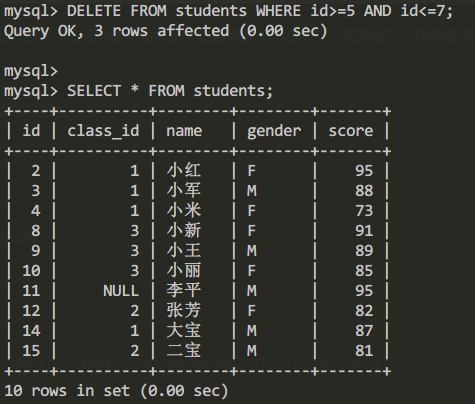 mysql> DELETE FROM students WHERE id>=5 AND id<=7;
Query OK, 3 rows affected (0.00 sec)
mysql>
mysql> SELECT * FROM students;
+----+----------+--------+--------+-------+
| id | class_id | name | gender | score |
+----+----------+--------+--------+-------+
| 2 | 1 | 小红 | F | 95 |
| 3 | 1 | 小军 | M | 88 |
| 4 | 1 | 小米 | F | 73 |
| 8 | 3 | 小新 | F | 91 |
| 9 | 3 | 小王 | M | 89 |
| 10 | 3 | 小丽 | F | 85 |
| 11 | NULL | 李平 | M | 95 |
| 12 | 2 | 张芳 | F | 82 |
| 14 | 1 | 大宝 | M | 87 |
| 15 | 2 | 二宝 | M | 81 |
+----+----------+--------+--------+-------+
10 rows in set (0.00 sec)